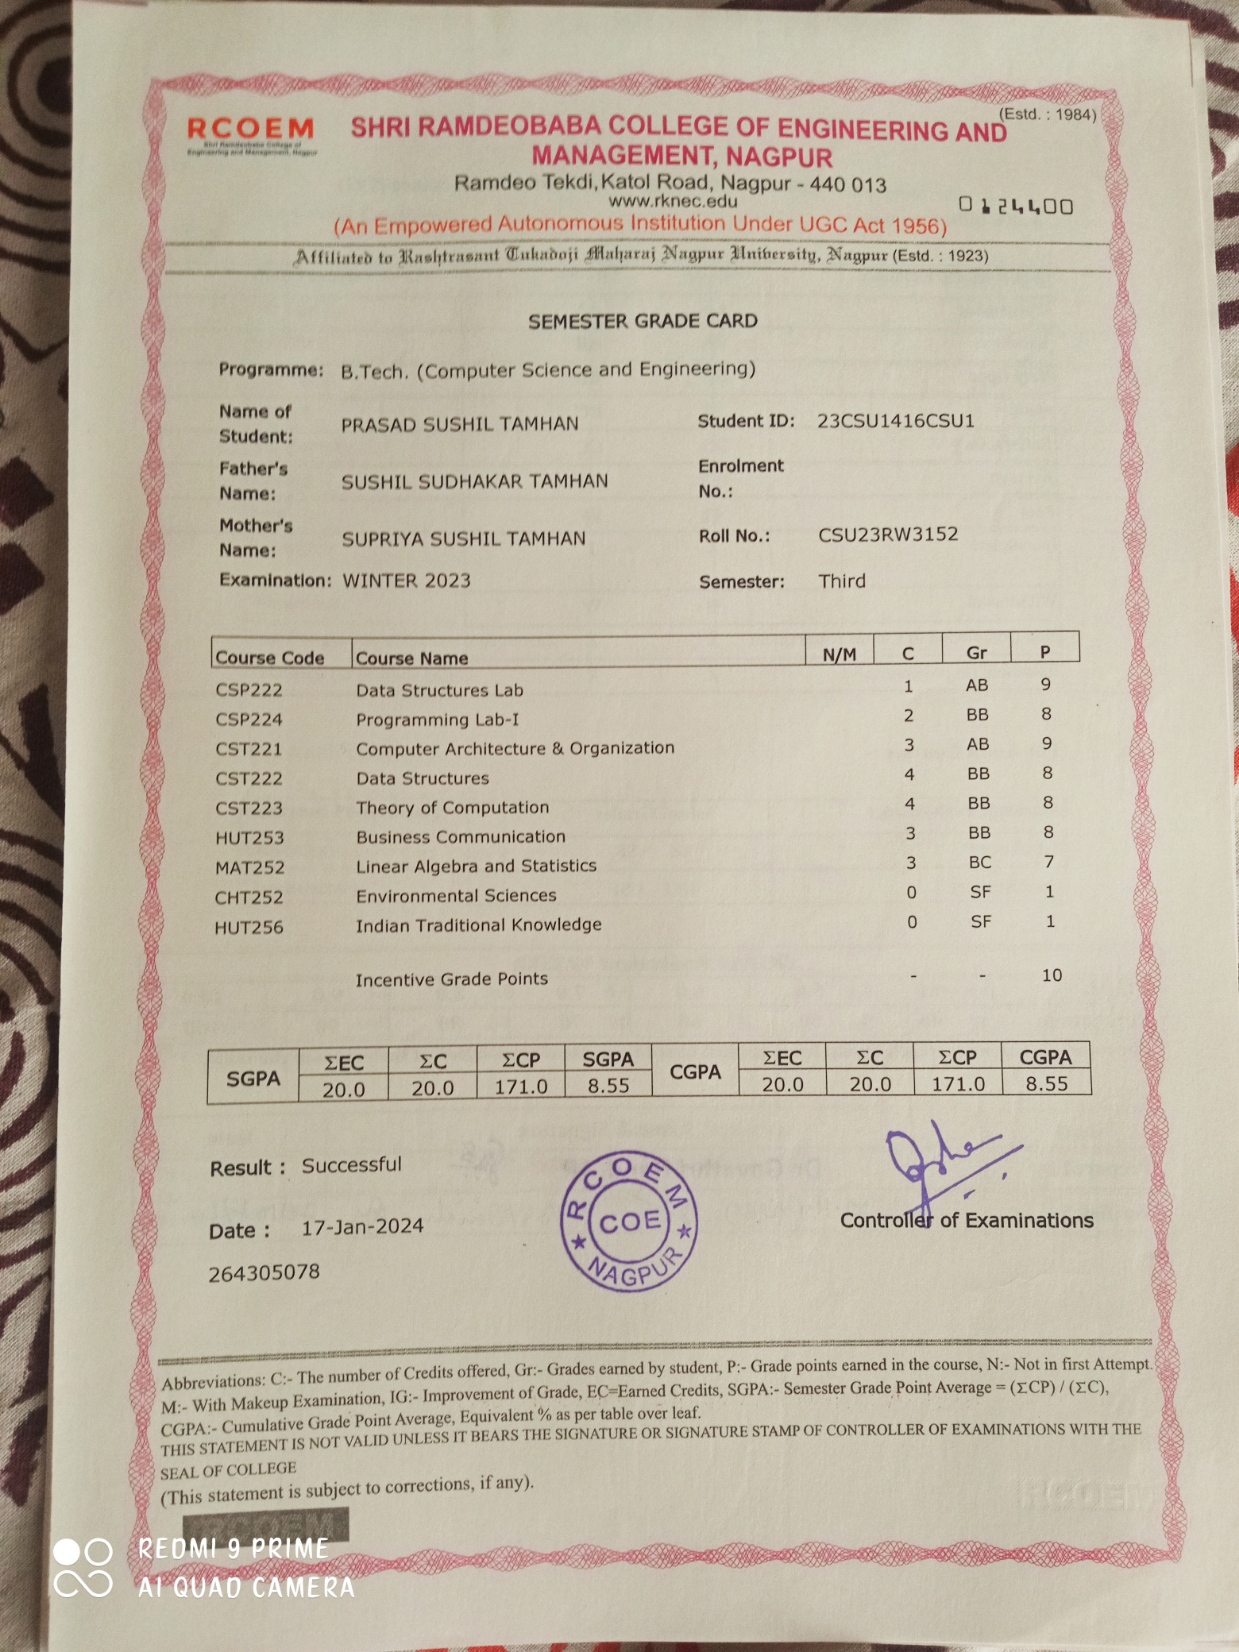 (Estd. : 1984)
RCOEM
Shri Ramdeobaba College of
Engineering and Management, Nagpur
SHRI RAMDEOBABA COLLEGE OF ENGINEERING AND
MANAGEMENT, NAGPUR
Ramdeo Tekdi, Katol Road, Nagpur - 440 013
www.rknec.edu
0124400
(An Empowered Autonomous Institution Under UGC Act 1956)
Affiliated to Rashtrasant Tukadoji Maharaj Nagpur University, Nagpur (Estd. : 1923)
SEMESTER GRADE CARD
Programme: B.Tech. (Computer Science and Engineering)
Name of Student: PRASAD SUSHIL TAMHAN Student ID: 23CSU1416CSU1
Father's Name: SUSHIL SUDHAKAR TAMHAN Enrolment No.:
Mother's Name: SUPRIYA SUSHIL TAMHAN Roll No.: CSU23RW3152
Examination: WINTER 2023 Semester: Third
Course Code Course Name N/M C Gr P
CSP222 Data Structures Lab 1 AB 9
CSP224 Programming Lab-I 2 BB 8
CST221 Computer Architecture & Organization 3 AB 9
CST222 Data Structures 4 BB 8
CST223 Theory of Computation 4 BB 8
HUT253 Business Communication 3 BB 8
MAT252 Linear Algebra and Statistics 3 BC 7
CHT252 Environmental Sciences 0 SF 1
HUT256 Indian Traditional Knowledge 0 SF 1
Incentive Grade Points - - 10
SGPA ΣEC ΣC ΣCP SGPA CGPA ΣEC ΣC ΣCP CGPA
20.0 20.0 171.0 8.55 20.0 20.0 171.0 8.55
Result : Successful
RCOEM
COE
NAGPUR
Controller of Examinations
Date : 17-Jan-2024
264305078
Abbreviations: C:- The number of Credits offered, Gr:- Grades earned by student, P:- Grade points earned in the course, N:- Not in first Attempt.
M:- With Makeup Examination, IG:- Improvement of Grade, EC=Earned Credits, SGPA:- Semester Grade Point Average = (ΣCP) / (ΣC),
CGPA:- Cumulative Grade Point Average, Equivalent % as per table over leaf.
THIS STATEMENT IS NOT VALID UNLESS IT BEARS THE SIGNATURE OR SIGNATURE STAMP OF CONTROLLER OF EXAMINATIONS WITH THE
SEAL OF COLLEGE
(This statement is subject to corrections, if any).
RCOEM
REDMI 9 PRIME
AI QUAD CAMERA